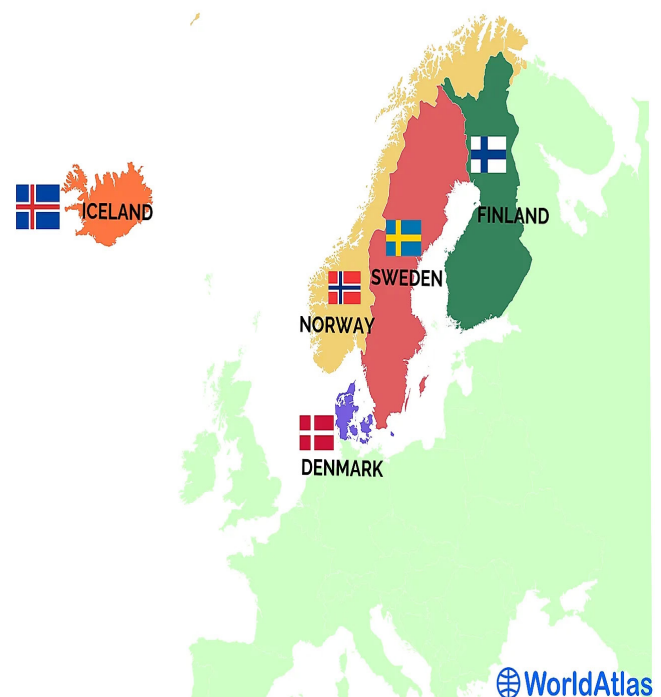 ICELAND
FINLAND
SWEDEN
NORWAY
DENMARK
WorldAtlas